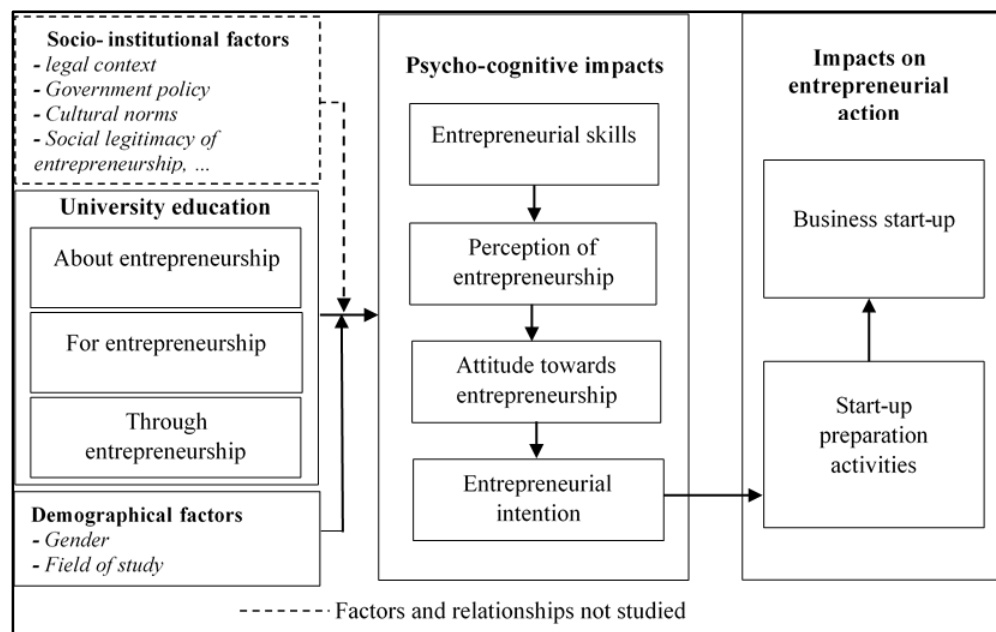 Socio- institutional factors
- legal context
- Government policy
- Cultural norms
- Social legitimacy of
entrepreneurship, ...
University education
About entrepreneurship
For entrepreneurship
Through
entrepreneurship
Demographical factors
- Gender
- Field of study
Psycho-cognitive impacts
Entrepreneurial skills
Perception of
entrepreneurship
Attitude towards
entrepreneurship
Entrepreneurial
intention
Impacts on
entrepreneurial
action
Business start-up
Start-up
preparation
activities
Factors and relationships not studied